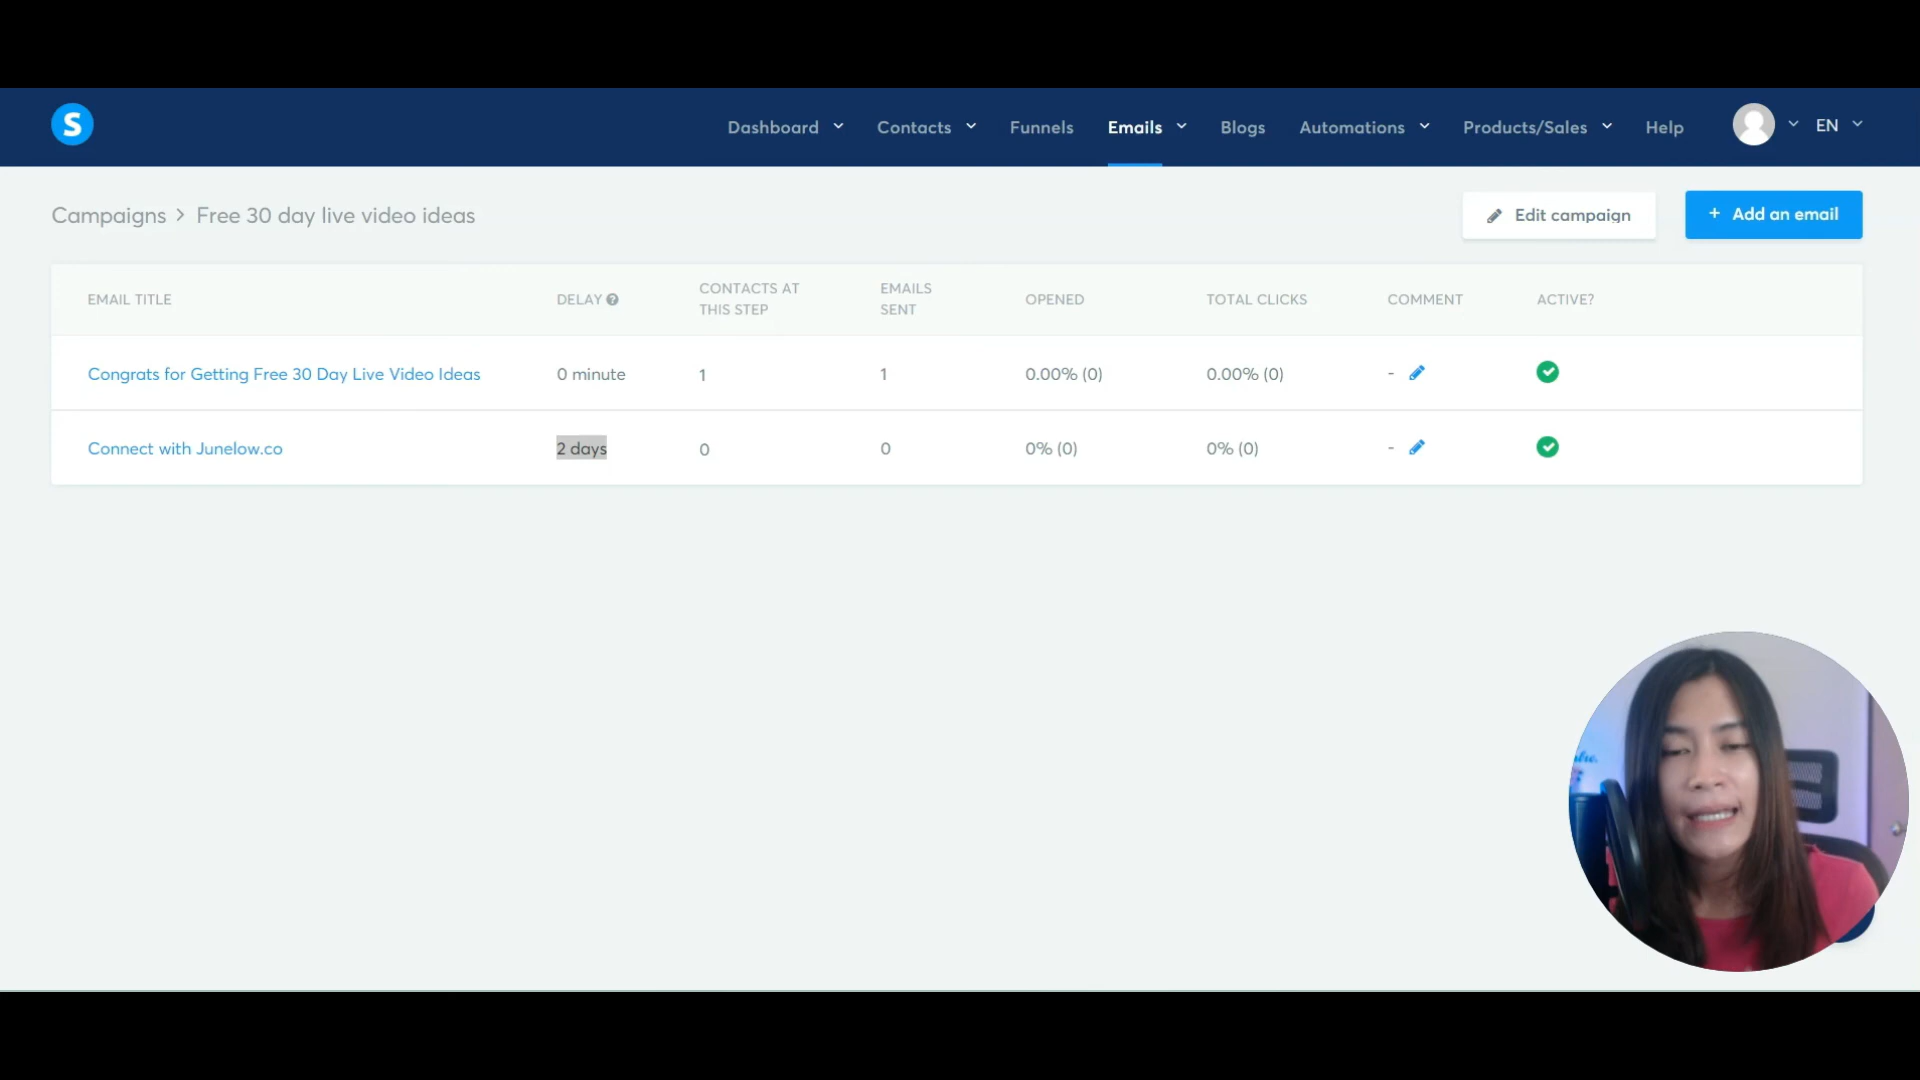 S
Dashboard Contacts Funnels Emails Blogs Automations Products/Sales Help EN
Campaigns > Free 30 day live video ideas
Edit campaign
+ Add an email
EMAIL TITLE DELAY ? CONTACTS AT THIS STEP EMAILS SENT OPENED TOTAL CLICKS COMMENT ACTIVE?
Congrats for Getting Free 30 Day Live Video Ideas 0 minute 1 1 0.00% (0) 0.00% (0) -
Connect with Junelow.co 2 days 0 0 0% (0) 0% (0) -